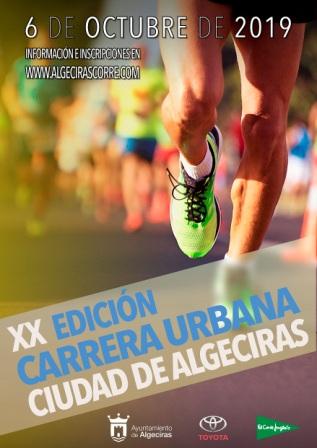 6 DE OCTUBRE DE 2019
INFORMACIÓN E INSCRIPCIONES EN
WWW.ALGECIRASCORRE.COM
XX EDICIÓN
CARRERA URBANA
CIUDAD DE ALGECIRAS
Ayuntamiento
de Algeciras
TOYOTA
El Corte Inglés